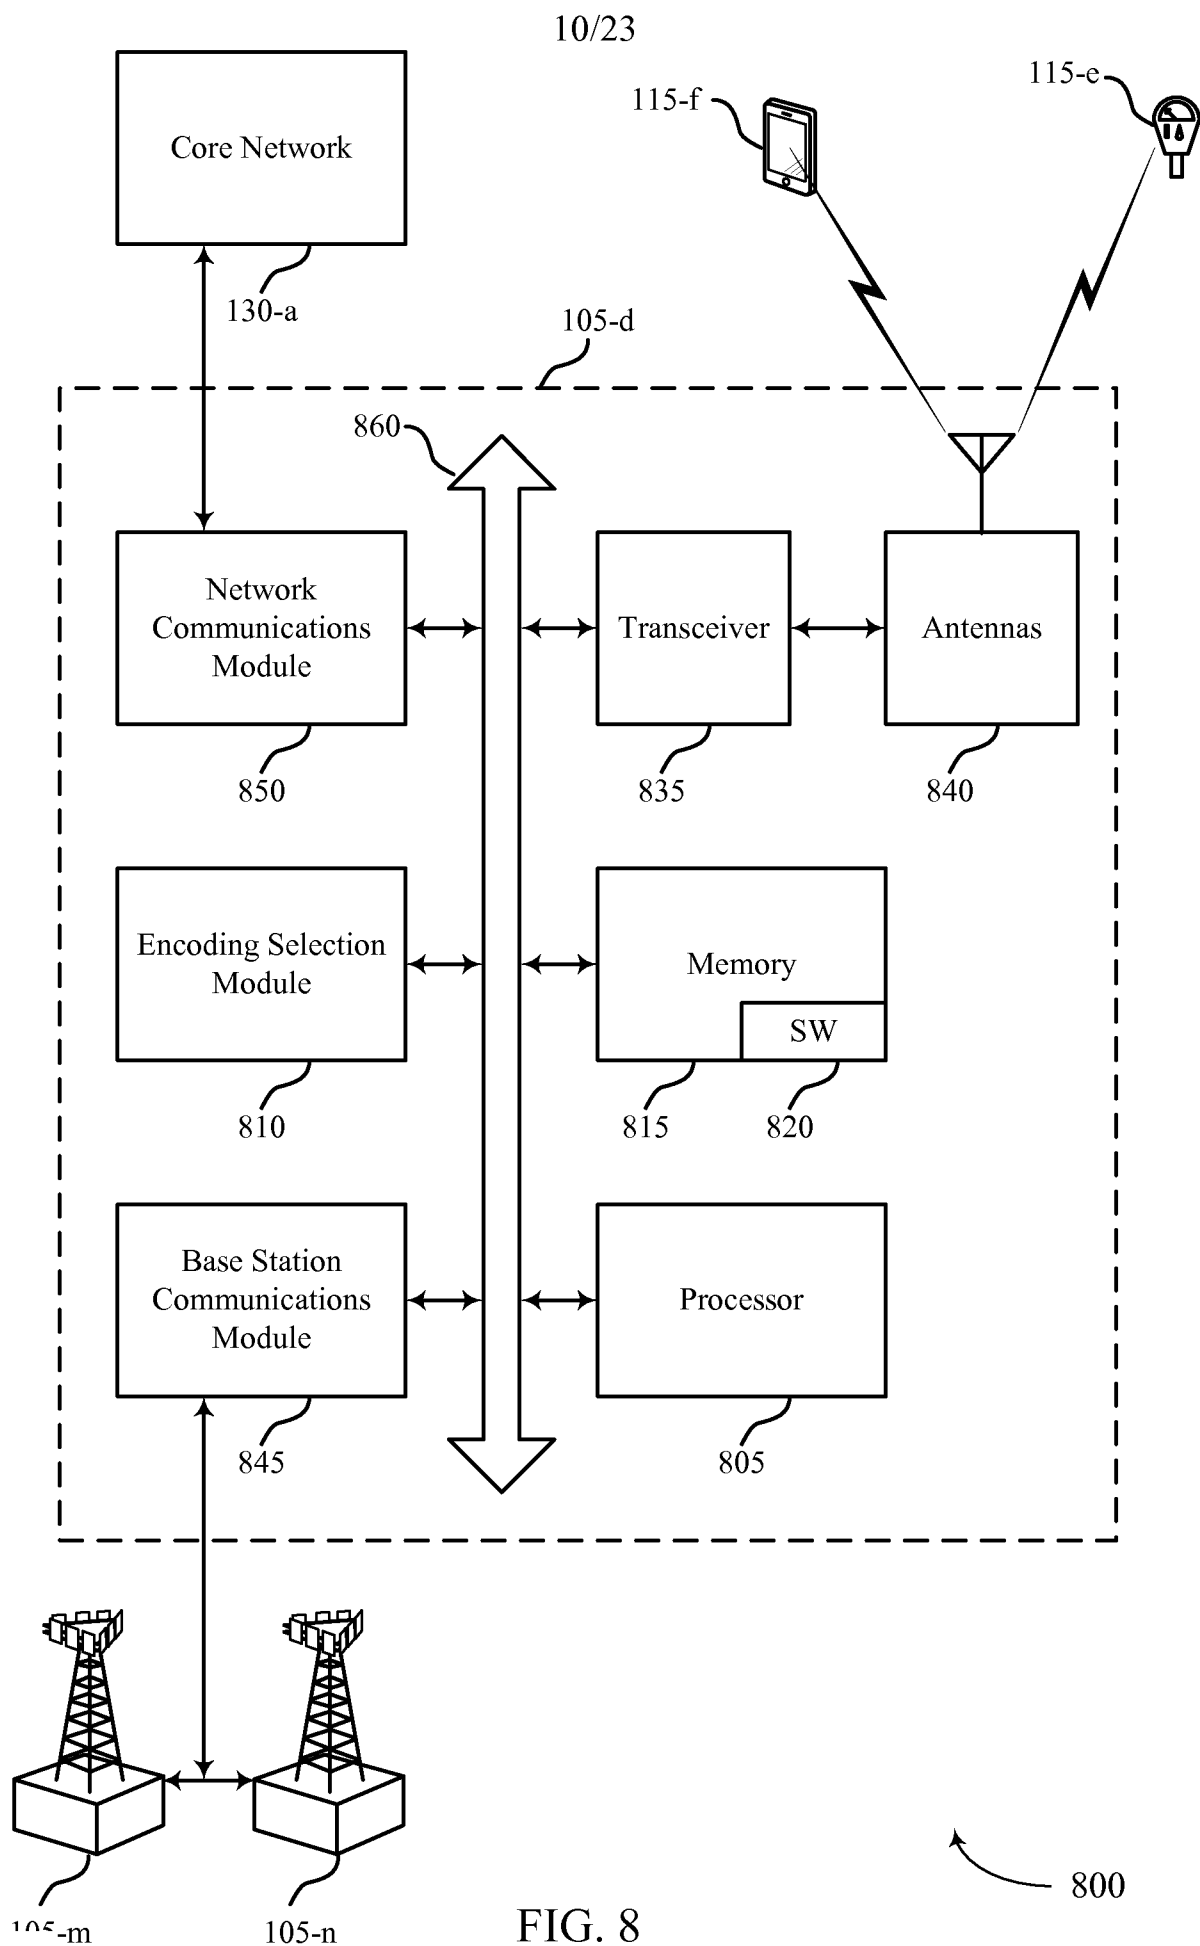 10/23
115-f
115-e
Core Network
130-a
105-d
860
Network
Communications
Module
Transceiver
Antennas
850
835
840
Encoding Selection
Module
Memory
SW
810
815
820
Base Station
Communications
Module
Processor
845
805
105-m
105-n
FIG. 8
800